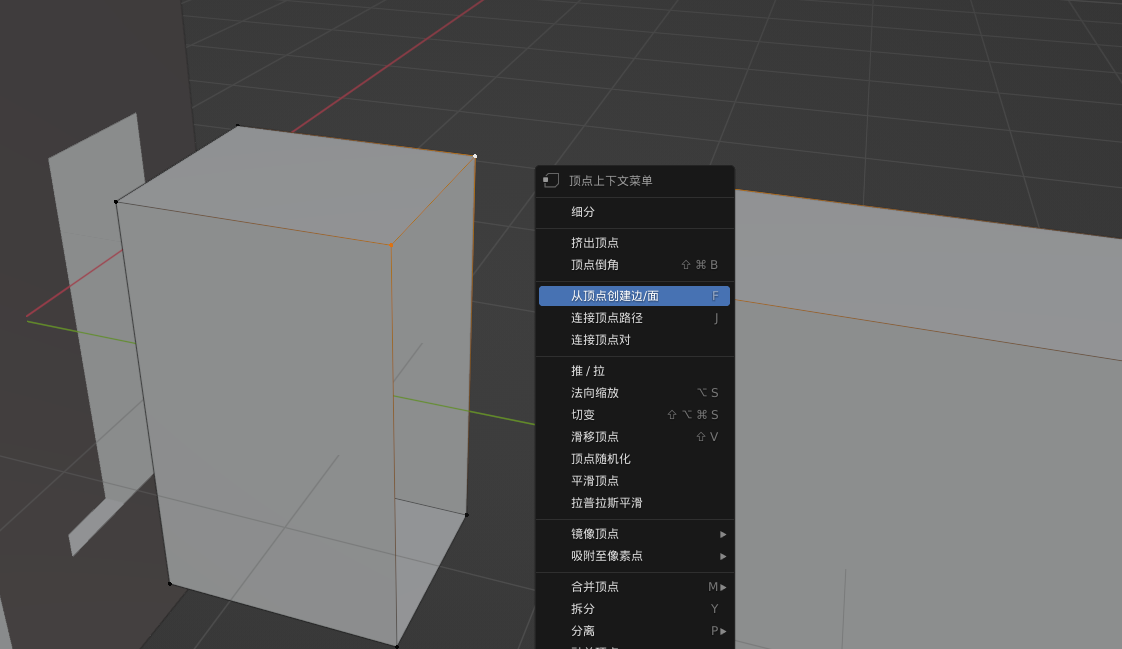 顶点上下文菜单
细分
挤出顶点
顶点倒角 ⇧ ⌘ B
从顶点创建边/面 F
连接顶点路径 J
连接顶点对
推 / 拉
法向缩放 ⌥ S
切变 ⇧ ⌥ ⌘ S
滑移顶点 ⇧ V
顶点随机化
平滑顶点
拉普拉斯平滑
镜像顶点
吸附至像素点
合并顶点 M
拆分 Y
分离 P